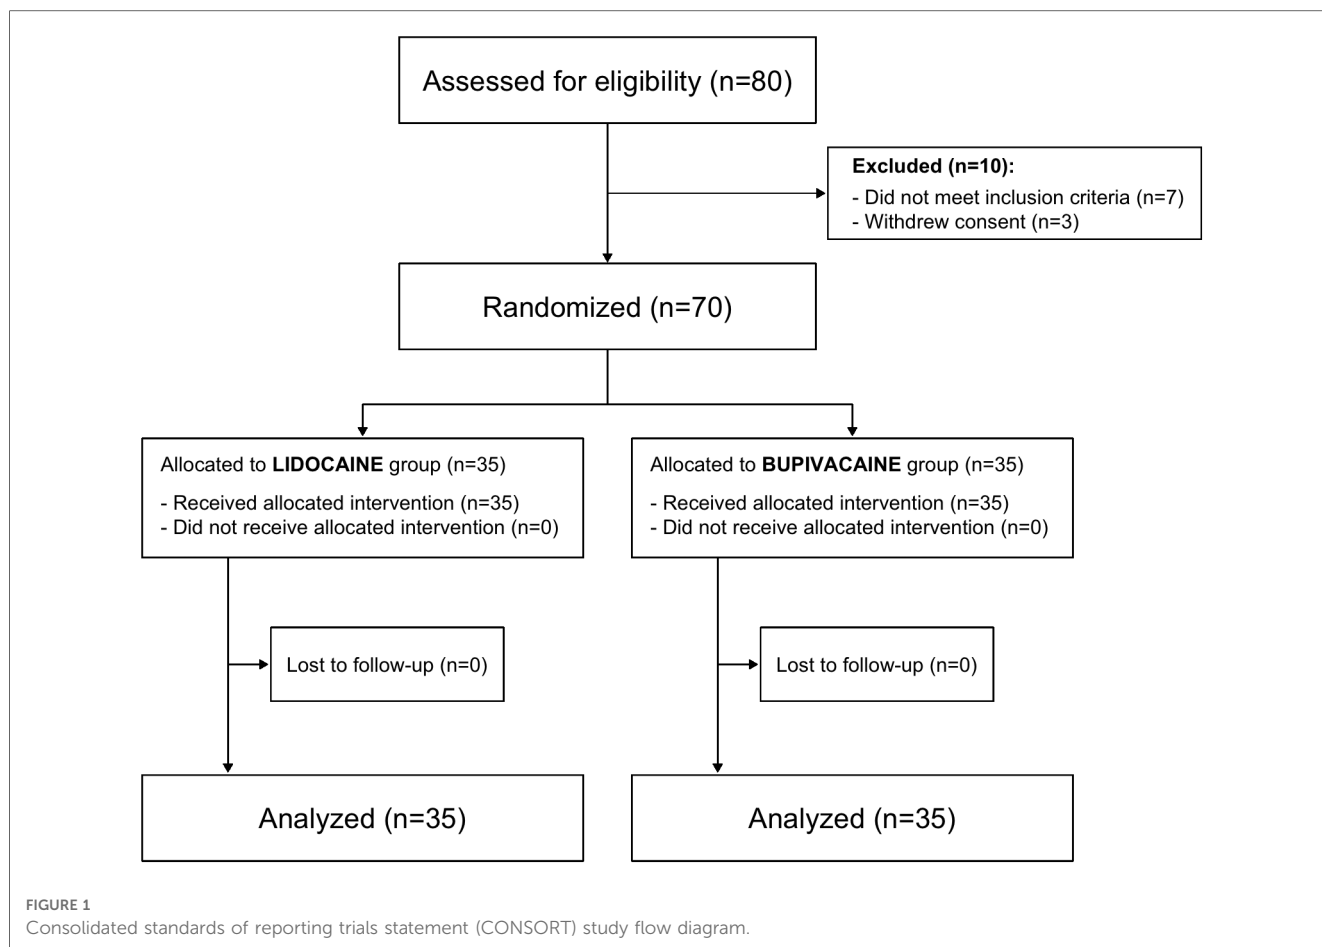 Assessed for eligibility (n=80)
Excluded (n=10):
- Did not meet inclusion criteria (n=7)
- Withdrew consent (n=3)
Randomized (n=70)
Allocated to LIDOCAINE group (n=35)
- Received allocated intervention (n=35)
- Did not receive allocated intervention (n=0)
Allocated to BUPIVACAINE group (n=35)
- Received allocated intervention (n=35)
- Did not receive allocated intervention (n=0)
Lost to follow-up (n=0)
Lost to follow-up (n=0)
Analyzed (n=35)
Analyzed (n=35)
FIGURE 1
Consolidated standards of reporting trials statement (CONSORT) study flow diagram.